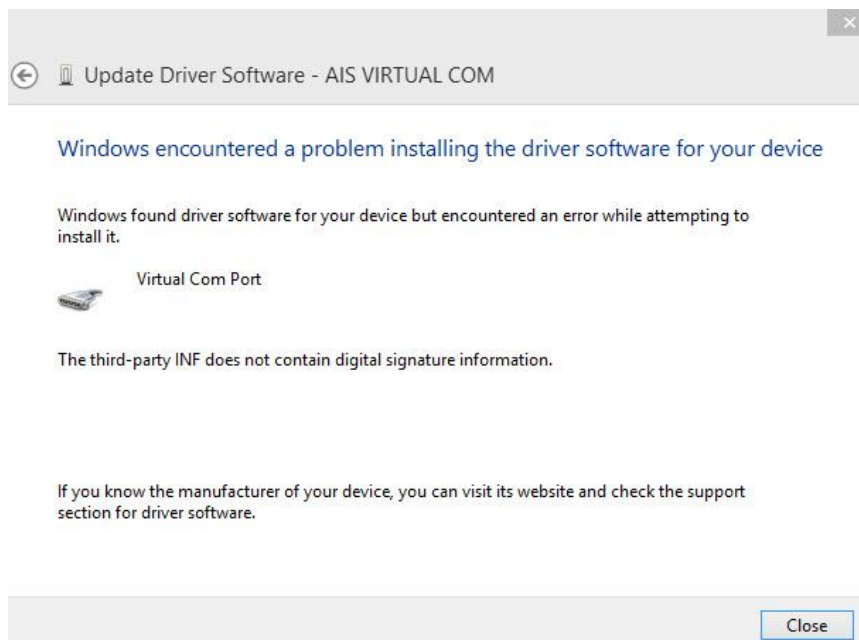 Update Driver Software - AIS VIRTUAL COM
Windows encountered a problem installing the driver software for your device
Windows found driver software for your device but encountered an error while attempting to
install it.
Virtual Com Port
The third-party INF does not contain digital signature information.
If you know the manufacturer of your device, you can visit its website and check the support
section for driver software.
Close